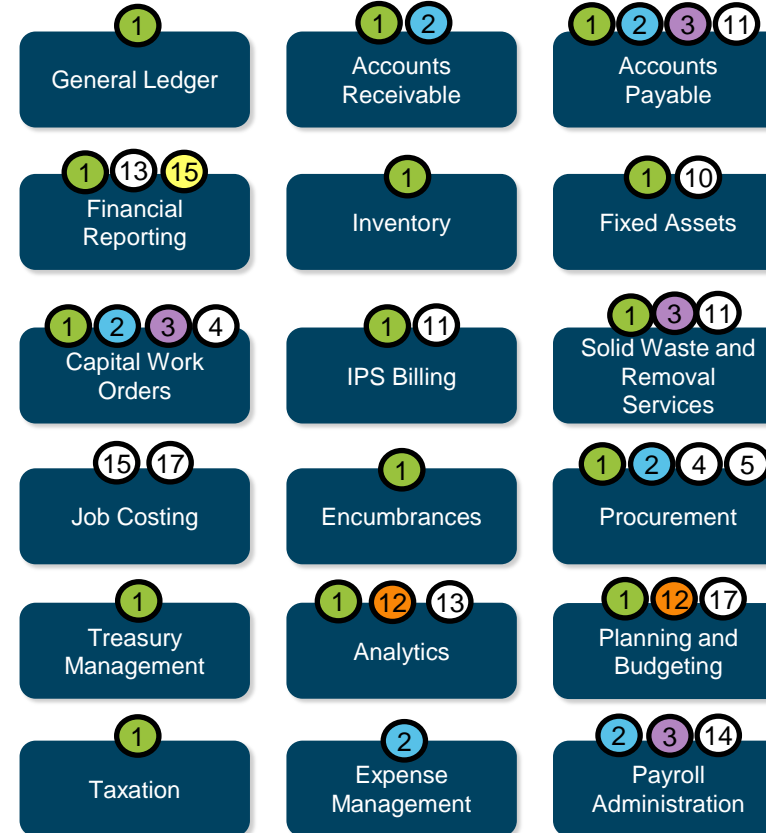 1
1 2
1 2 3 11
General Ledger
Accounts
Receivable
Accounts
Payable
1 13 15
1
1 10
Financial
Reporting
Inventory
Fixed Assets
1 2 3 4
1 11
1 3 11
Capital Work
Orders
IPS Billing
Solid Waste and
Removal
Services
15 17
1
1 2 4 5
Job Costing
Encumbrances
Procurement
1
1 12 13
1 12 17
Treasury
Management
Analytics
Planning and
Budgeting
1
2
2 3 14
Taxation
Expense
Management
Payroll
Administration